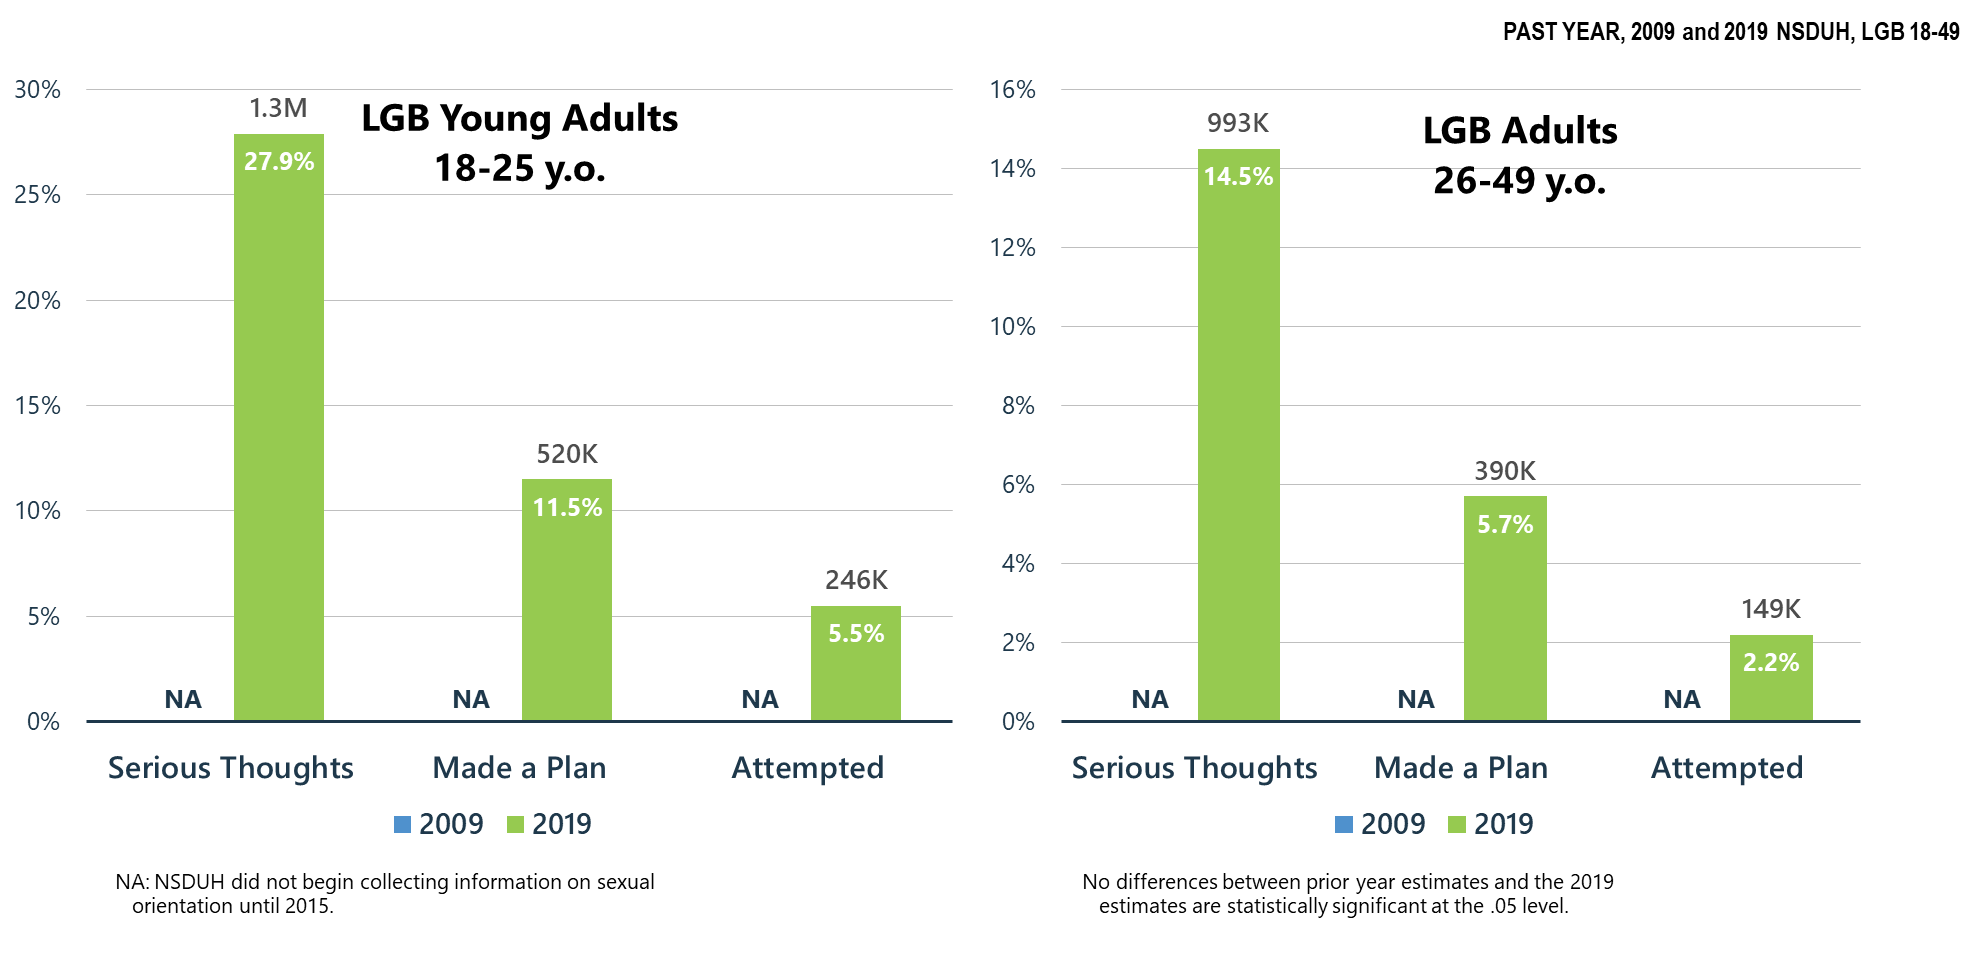 PAST YEAR, 2009 and 2019 NSDUH, LGB 18-49
LGB Young Adults
18-25 y.o.
30%
25%
20%
15%
10%
5%
0%
1.3M
27.9%
520K
11.5%
246K
5.5%
NA
NA
NA
Serious Thoughts
Made a Plan
Attempted
2009
2019
NA: NSDUH did not begin collecting information on sexual
orientation until 2015.
LGB Adults
26-49 y.o.
16%
14%
12%
10%
8%
6%
4%
2%
0%
993K
14.5%
390K
5.7%
149K
2.2%
NA
NA
NA
Serious Thoughts
Made a Plan
Attempted
2009
2019
No differences between prior year estimates and the 2019
estimates are statistically significant at the .05 level.